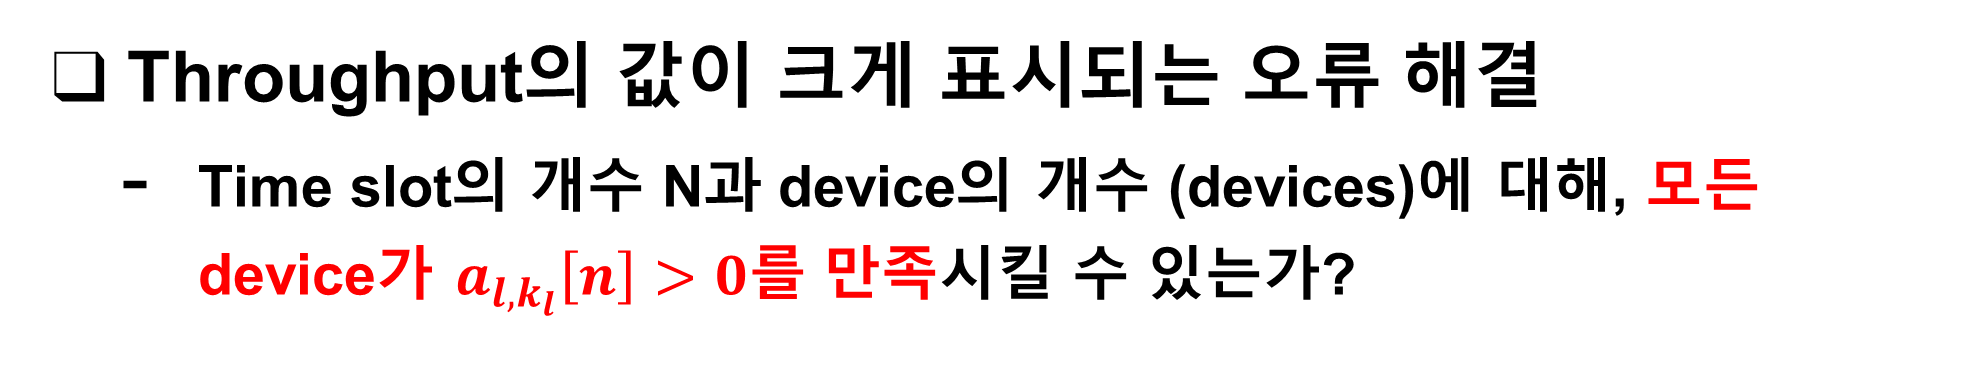 ❑ Throughput의 값이 크게 표시되는 오류 해결
- Time slot의 개수 N과 device의 개수 (devices)에 대해, 모든
device가 $a_{l,k_l}[n] > 0$를 만족시킬 수 있는가?